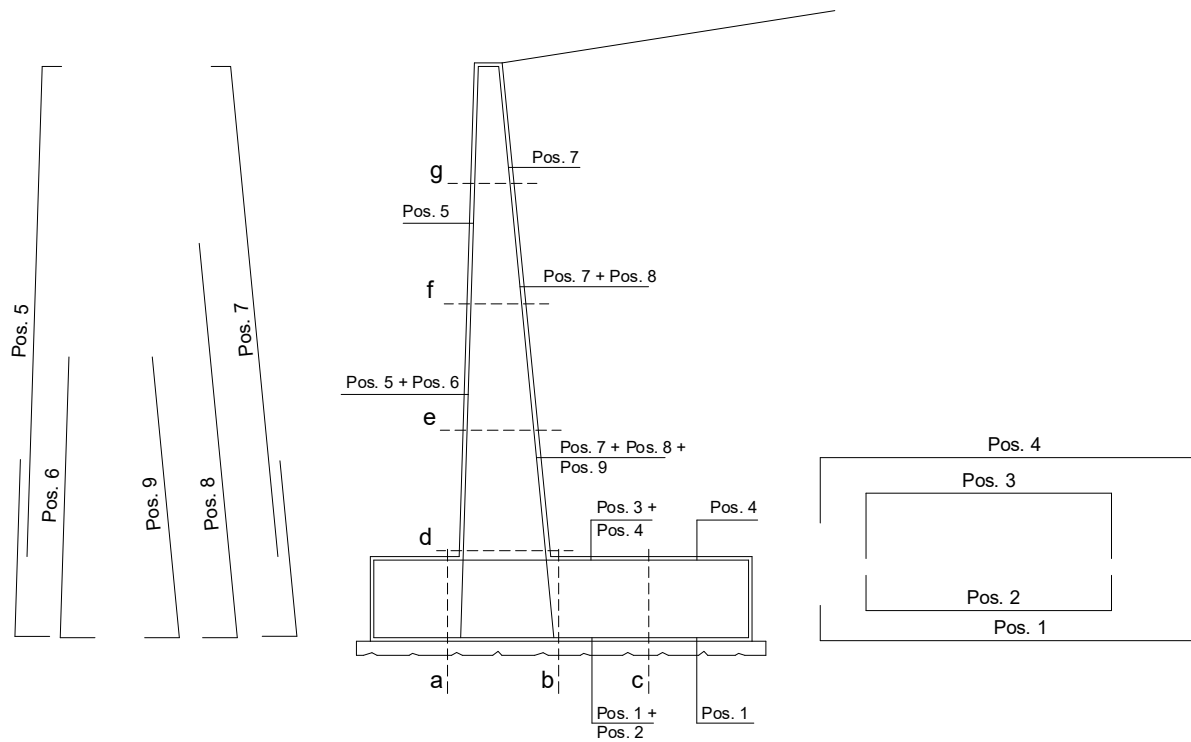 Pos. 7
g
Pos. 5
Pos. 7 + Pos. 8
f
Pos. 5
Pos. 7
Pos. 5 + Pos. 6
e
Pos. 7 + Pos. 8 +
Pos. 9
Pos. 4
Pos. 3
Pos. 6
Pos. 9
Pos. 8
Pos. 3 +
Pos. 4
Pos. 4
d
Pos. 2
Pos. 1
a
b
c
Pos. 1 +
Pos. 2
Pos. 1